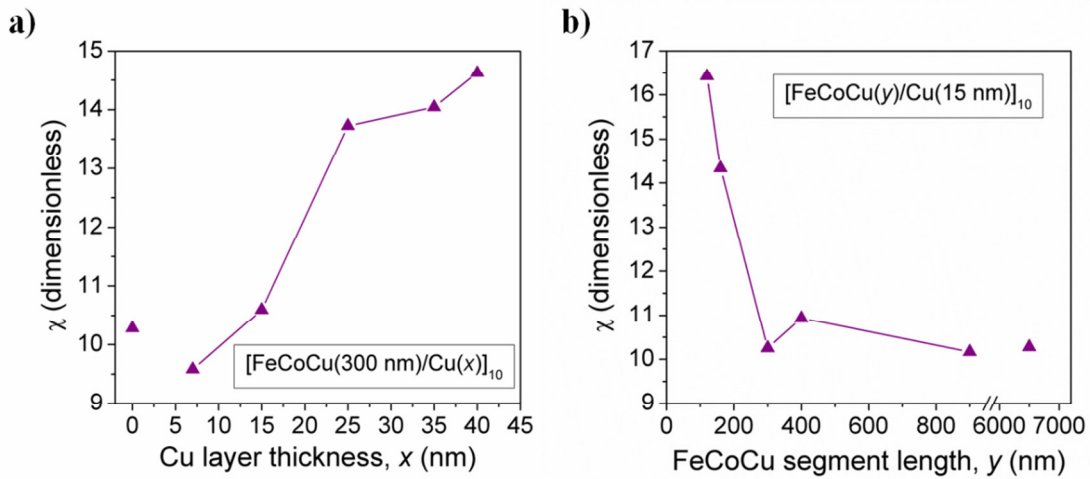 a)
χ (dimensionless)
15
14
13
12
11
10
9
[FeCoCu(300 nm)/Cu(x)]10
0 5 10 15 20 25 30 35 40 45
Cu layer thickness, x (nm)
b)
χ (dimensionless)
17
16
15
14
13
12
11
10
9
[FeCoCu(y)/Cu(15 nm)]10
0 200 400 600 800 6000 7000
FeCoCu segment length, y (nm)